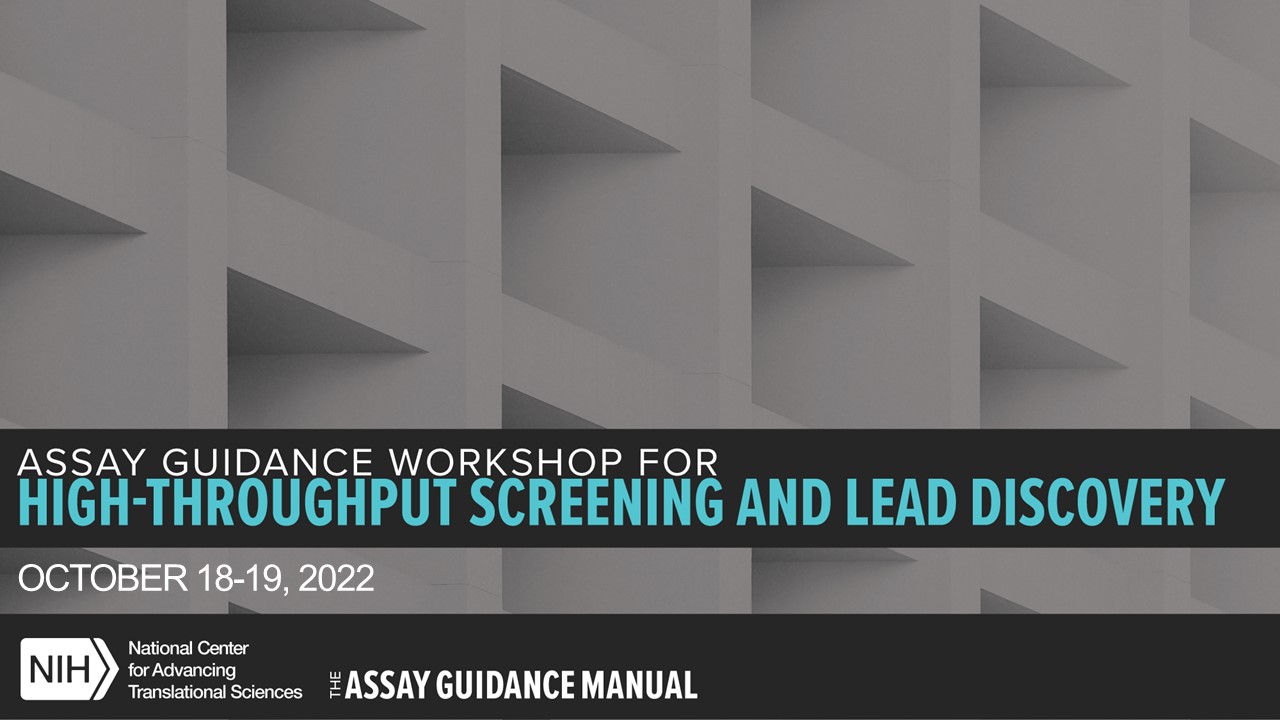 ASSAY GUIDANCE WORKSHOP FOR
HIGH-THROUGHPUT SCREENING AND LEAD DISCOVERY
OCTOBER 18-19, 2022
NIH
National Center
for Advancing
Translational Sciences
THE ASSAY GUIDANCE MANUAL